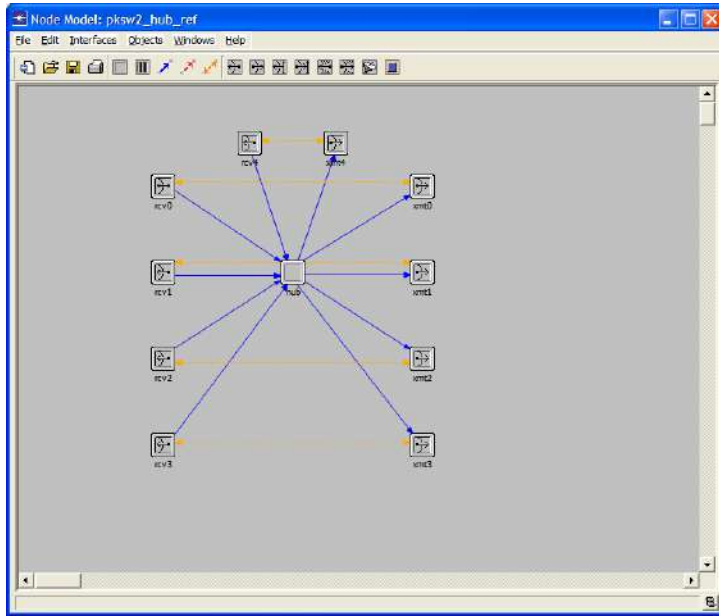 Node Model: pksw2_hub_ref
File Edit Interfaces Objects Windows Help
rcv4 xmt4
rcv0 xmt0
rcv1 hub xmt1
rcv2 xmt2
rcv3 xmt3